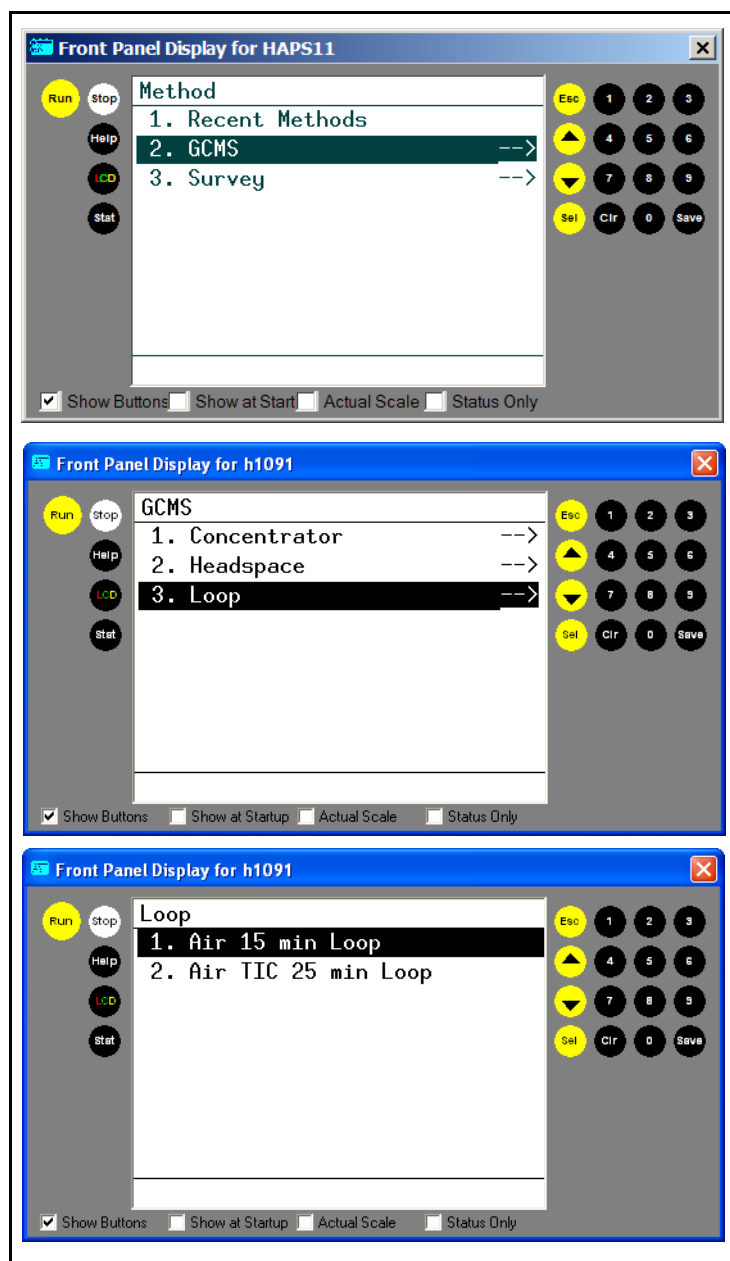 Front Panel Display for HAPS11
Run Stop Method Esc 1 2 3
1. Recent Methods
Help 2. GCMS --> 4 5 6
LCD 3. Survey --> 7 8 9
Stat Sel Clr 0 Save
Show Buttons Show at Start Actual Scale Status Only
Front Panel Display for h1091
Run Stop GCMS Esc 1 2 3
1. Concentrator -->
Help 2. Headspace --> 4 5 6
LCD 3. Loop --> 7 8 9
Stat Sel Clr 0 Save
Show Buttons Show at Startup Actual Scale Status Only
Front Panel Display for h1091
Run Stop Loop Esc 1 2 3
1. Air 15 min Loop
Help 2. Air TIC 25 min Loop 4 5 6
LCD 7 8 9
Stat Sel Clr 0 Save
Show Buttons Show at Startup Actual Scale Status Only